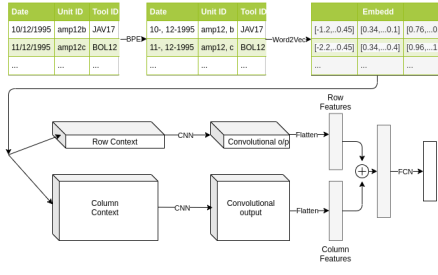 Date Unit ID Tool ID
10/12/1995 amp12b JAV17
11/12/1995 amp12c BOL12
... ... ...
BPE
Date Unit ID Tool ID
10-, 12-1995 amp12, b JAV17
11-, 12-1995 amp12, c BOL12
... ... ...
Word2Vec
Embedd
[-1.2,..0.45] [0.34,...0.1] [0.76,...0
[-2.2,..0.45] [0.34,...0.4] [0.96,...1
... ... ...
Row Context
CNN
Convolutional o/p
Flatten
Row
Features
Column
Context
CNN
Convolutional
output
Flatten
Column
Features
+
FCN